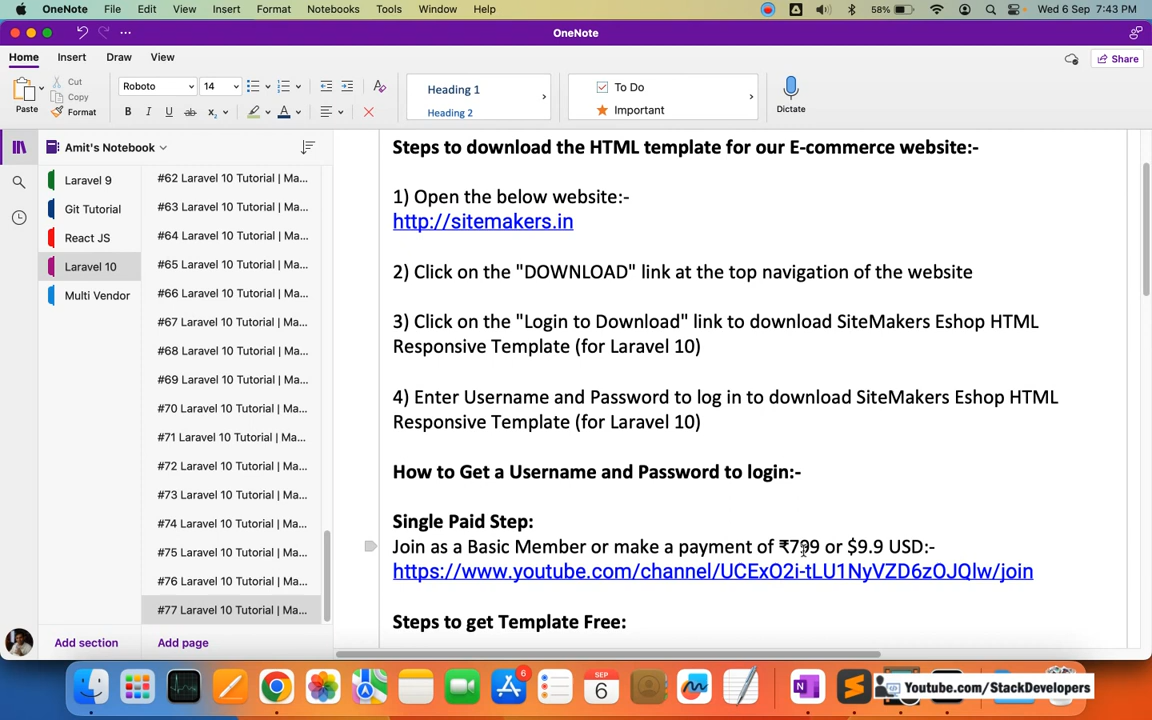 OneNote File Edit View Insert Format Notebooks Tools Window Help 58% Wed 6 Sep 7:43 PM
OneNote
Home Insert Draw View Share
Paste Cut Copy Format
Roboto 14
Heading 1
Heading 2
To Do
Important
Dictate
Amit's Notebook
Laravel 9
Git Tutorial
React JS
Laravel 10
Multi Vendor
Add section
#62 Laravel 10 Tutorial | Ma...
#63 Laravel 10 Tutorial | Ma...
#64 Laravel 10 Tutorial | Ma...
#65 Laravel 10 Tutorial | Ma...
#66 Laravel 10 Tutorial | Ma...
#67 Laravel 10 Tutorial | Ma...
#68 Laravel 10 Tutorial | Ma...
#69 Laravel 10 Tutorial | Ma...
#70 Laravel 10 Tutorial | Ma...
#71 Laravel 10 Tutorial | Ma...
#72 Laravel 10 Tutorial | Ma...
#73 Laravel 10 Tutorial | Ma...
#74 Laravel 10 Tutorial | Ma...
#75 Laravel 10 Tutorial | Ma...
#76 Laravel 10 Tutorial | Ma...
#77 Laravel 10 Tutorial | Ma...
Add page
Steps to download the HTML template for our E-commerce website:-
1) Open the below website:-
http://sitemakers.in
2) Click on the "DOWNLOAD" link at the top navigation of the website
3) Click on the "Login to Download" link to download SiteMakers Eshop HTML
Responsive Template (for Laravel 10)
4) Enter Username and Password to log in to download SiteMakers Eshop HTML
Responsive Template (for Laravel 10)
How to Get a Username and Password to login:-
Single Paid Step:
Join as a Basic Member or make a payment of ₹799 or $9.9 USD:-
https://www.youtube.com/channel/UCExO2i-tLU1NyVZD6zOJQlw/join
Steps to get Template Free:
6
SEP
6
Youtube.com/StackDevelopers